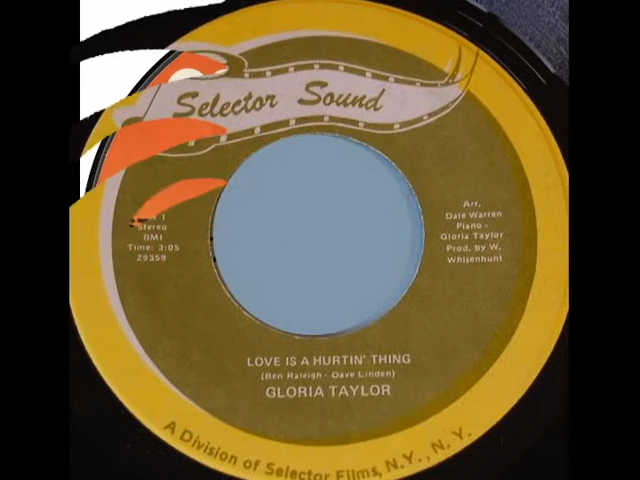 Selector Sound
Stereo
BMI
Time: 3:05
29359
Arr.
Dale Warren
Piano -
Gloria Taylor
Prod. by W.
Whisenhunt
LOVE IS A HURTIN' THING
(Ben Raleigh - Dave Linden)
GLORIA TAYLOR
A Division of Selector Films, N.Y., N.Y.